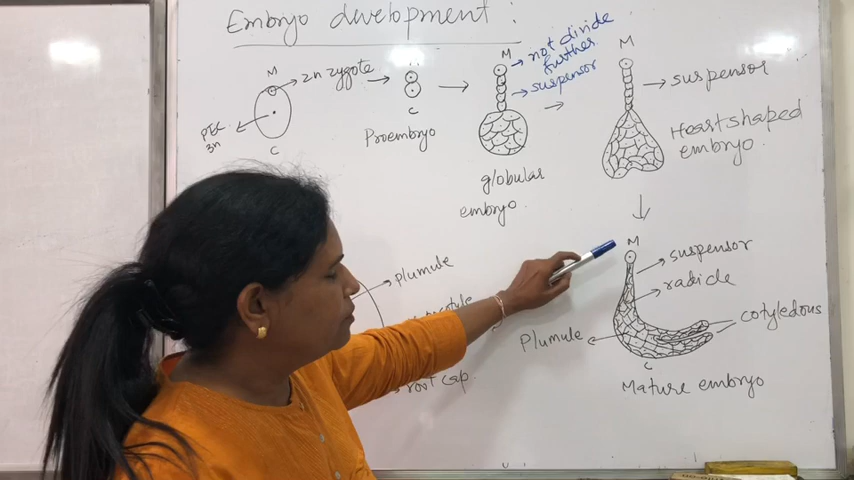 Embryo development :
M
2n zygote
PEC
3n
C
C
Proembryo
M
not divide
further
suspensor
globular
embryo.
M
suspensor
Heart shaped
embryo.
M
suspensor
radicle
cotyledons
Plumule
C
Mature embryo
plumule
root cap.